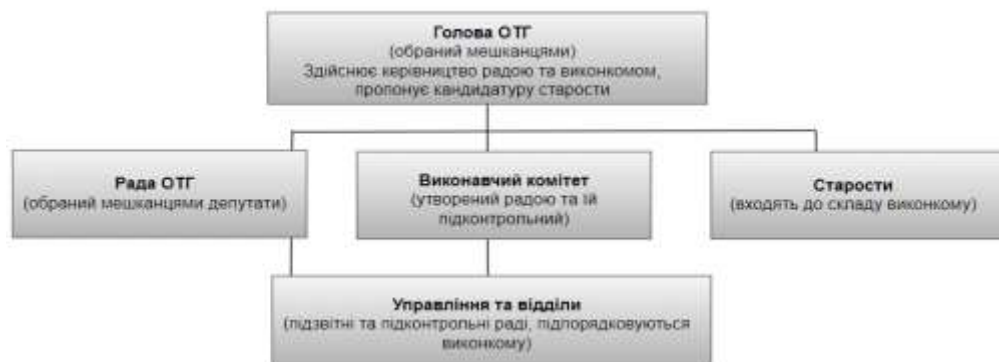 Голова ОТГ
(обраний мешканцями)
Здійснює керівництво радою та виконкомом,
пропонує кандидатуру старости
Рада ОТГ
(обраний мешканцями депутати)
Виконавчий комітет
(утворений радою та їй
підконтрольний)
Старости
(входять до складу виконкому)
Управління та відділи
(підзвітні та підконтрольні раді, підпорядковуються
виконкому)